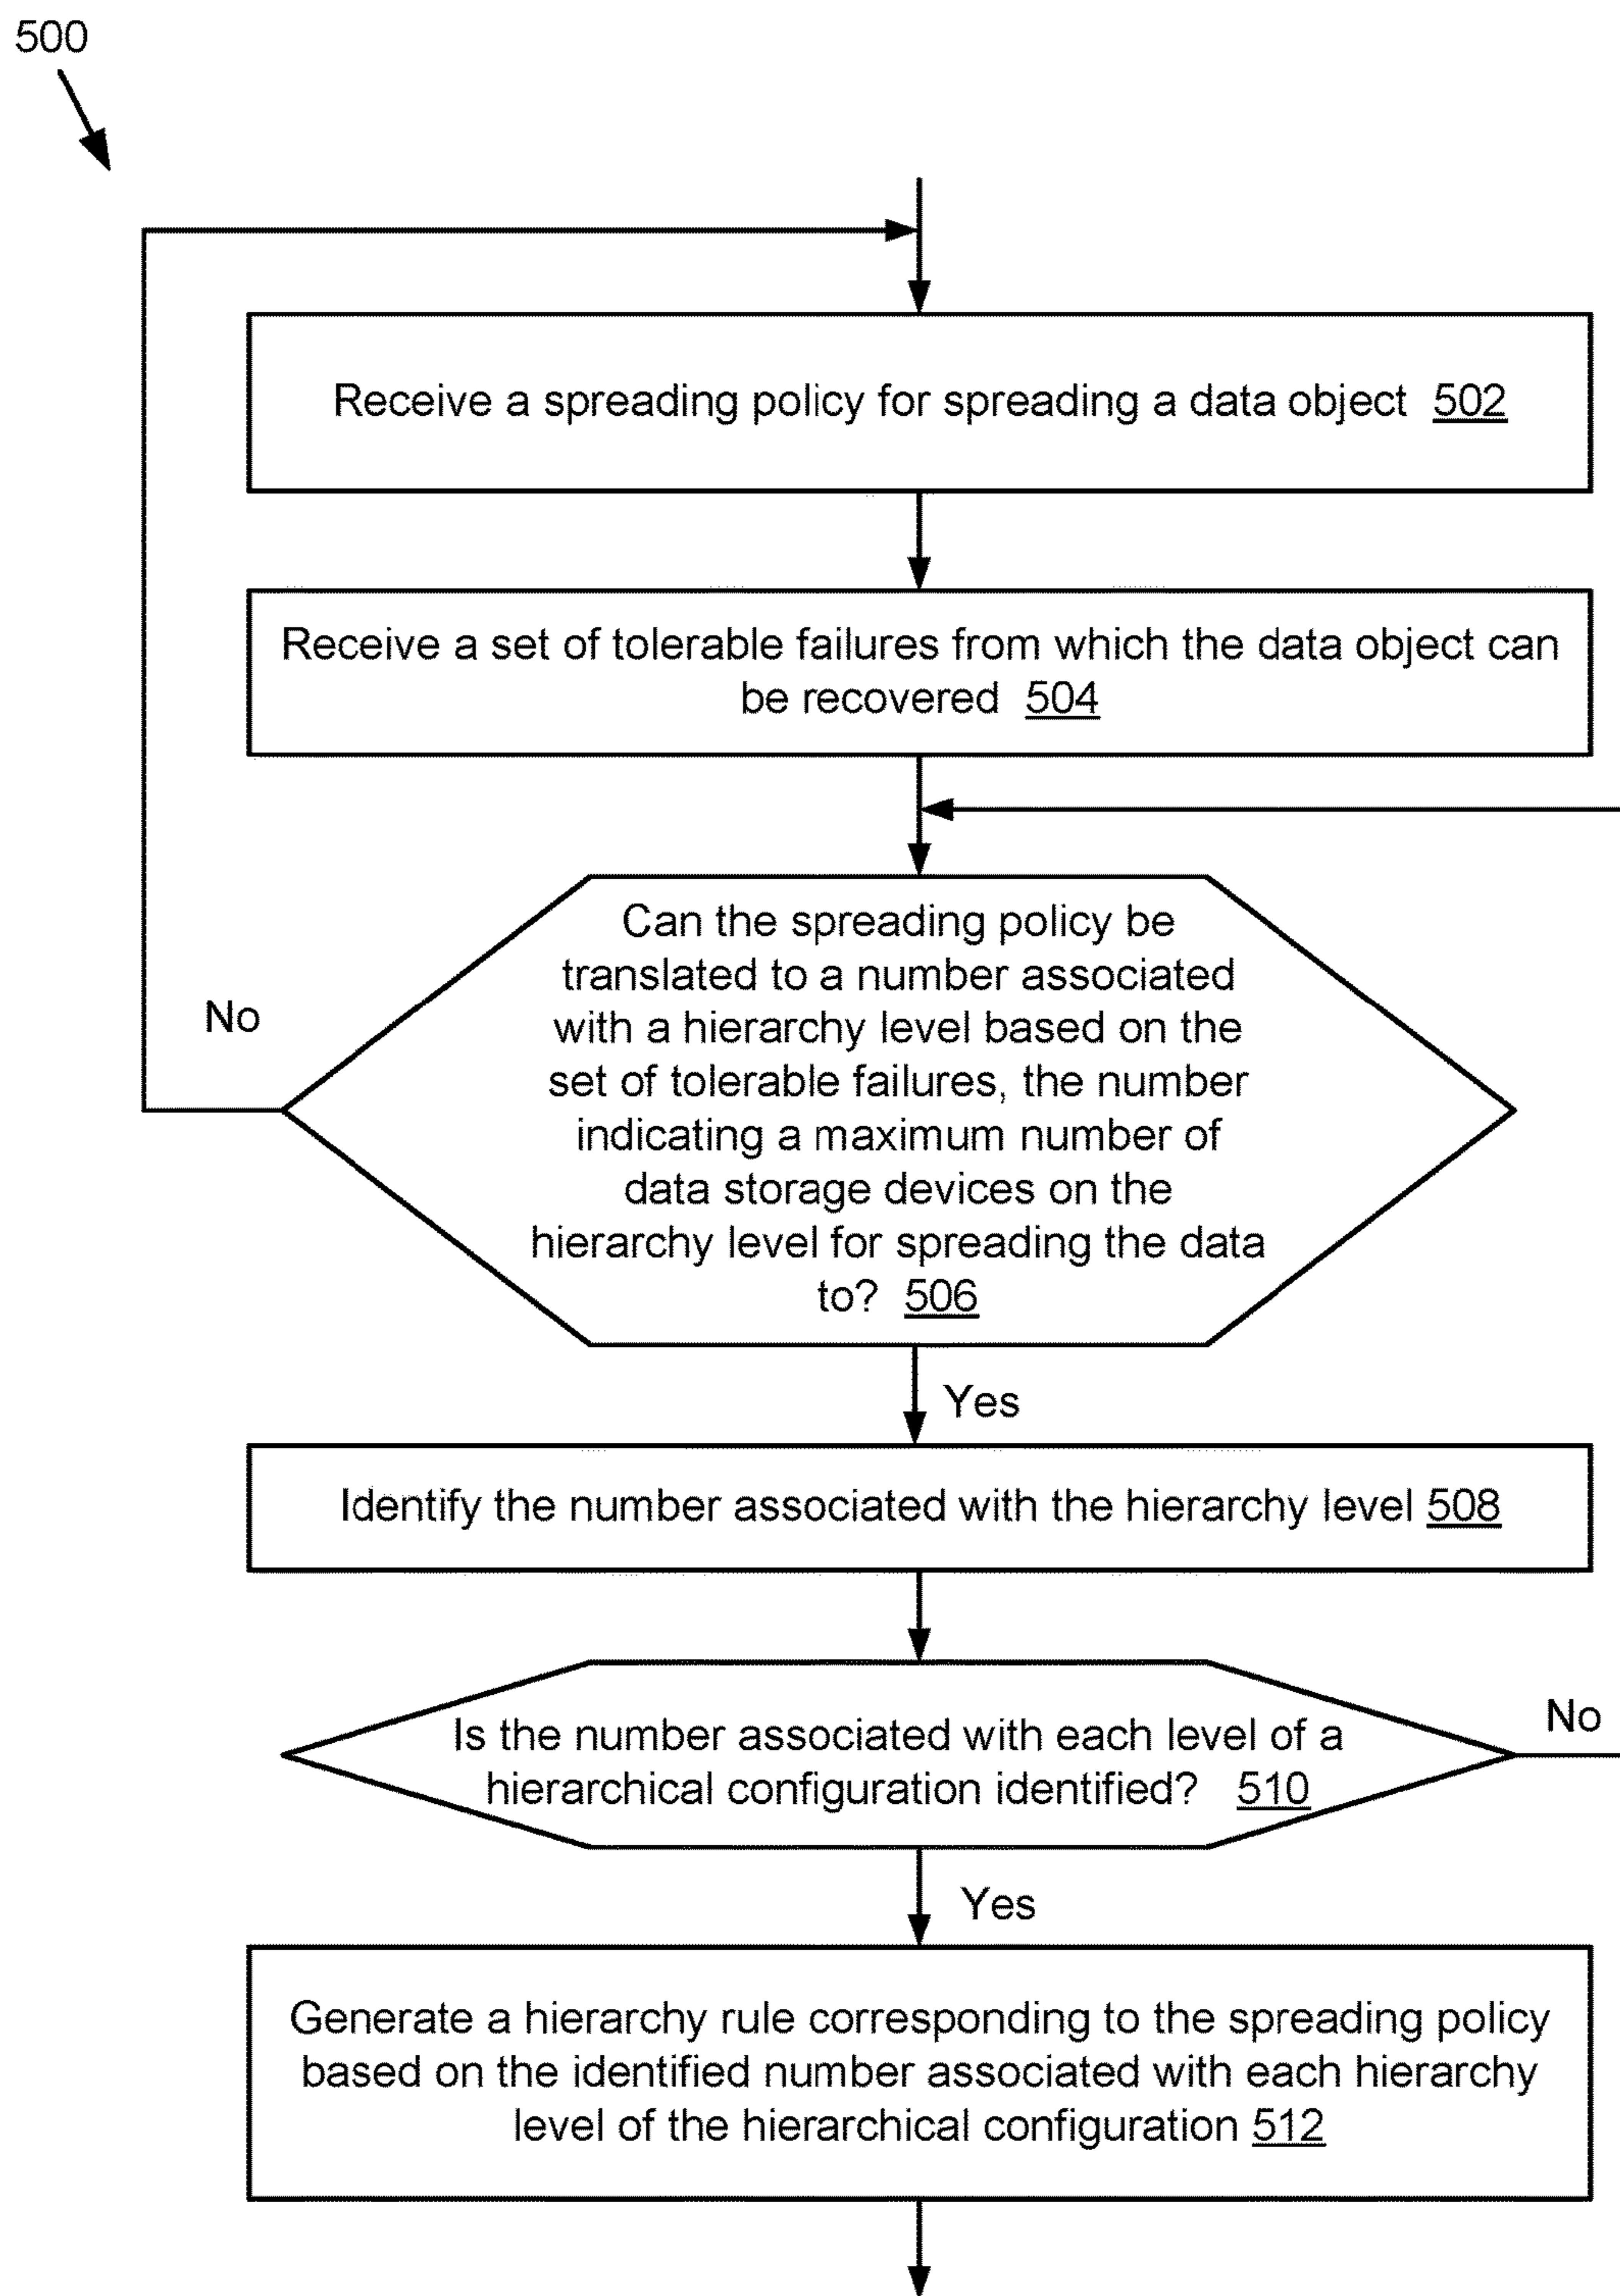 500
Receive a spreading policy for spreading a data object 502
Receive a set of tolerable failures from which the data object can
be recovered 504
Can the spreading policy be
translated to a number associated
with a hierarchy level based on the
set of tolerable failures, the number
indicating a maximum number of
data storage devices on the
hierarchy level for spreading the data
to? 506
No
Yes
Identify the number associated with the hierarchy level 508
Is the number associated with each level of a
hierarchical configuration identified? 510
No
Yes
Generate a hierarchy rule corresponding to the spreading policy
based on the identified number associated with each hierarchy
level of the hierarchical configuration 512